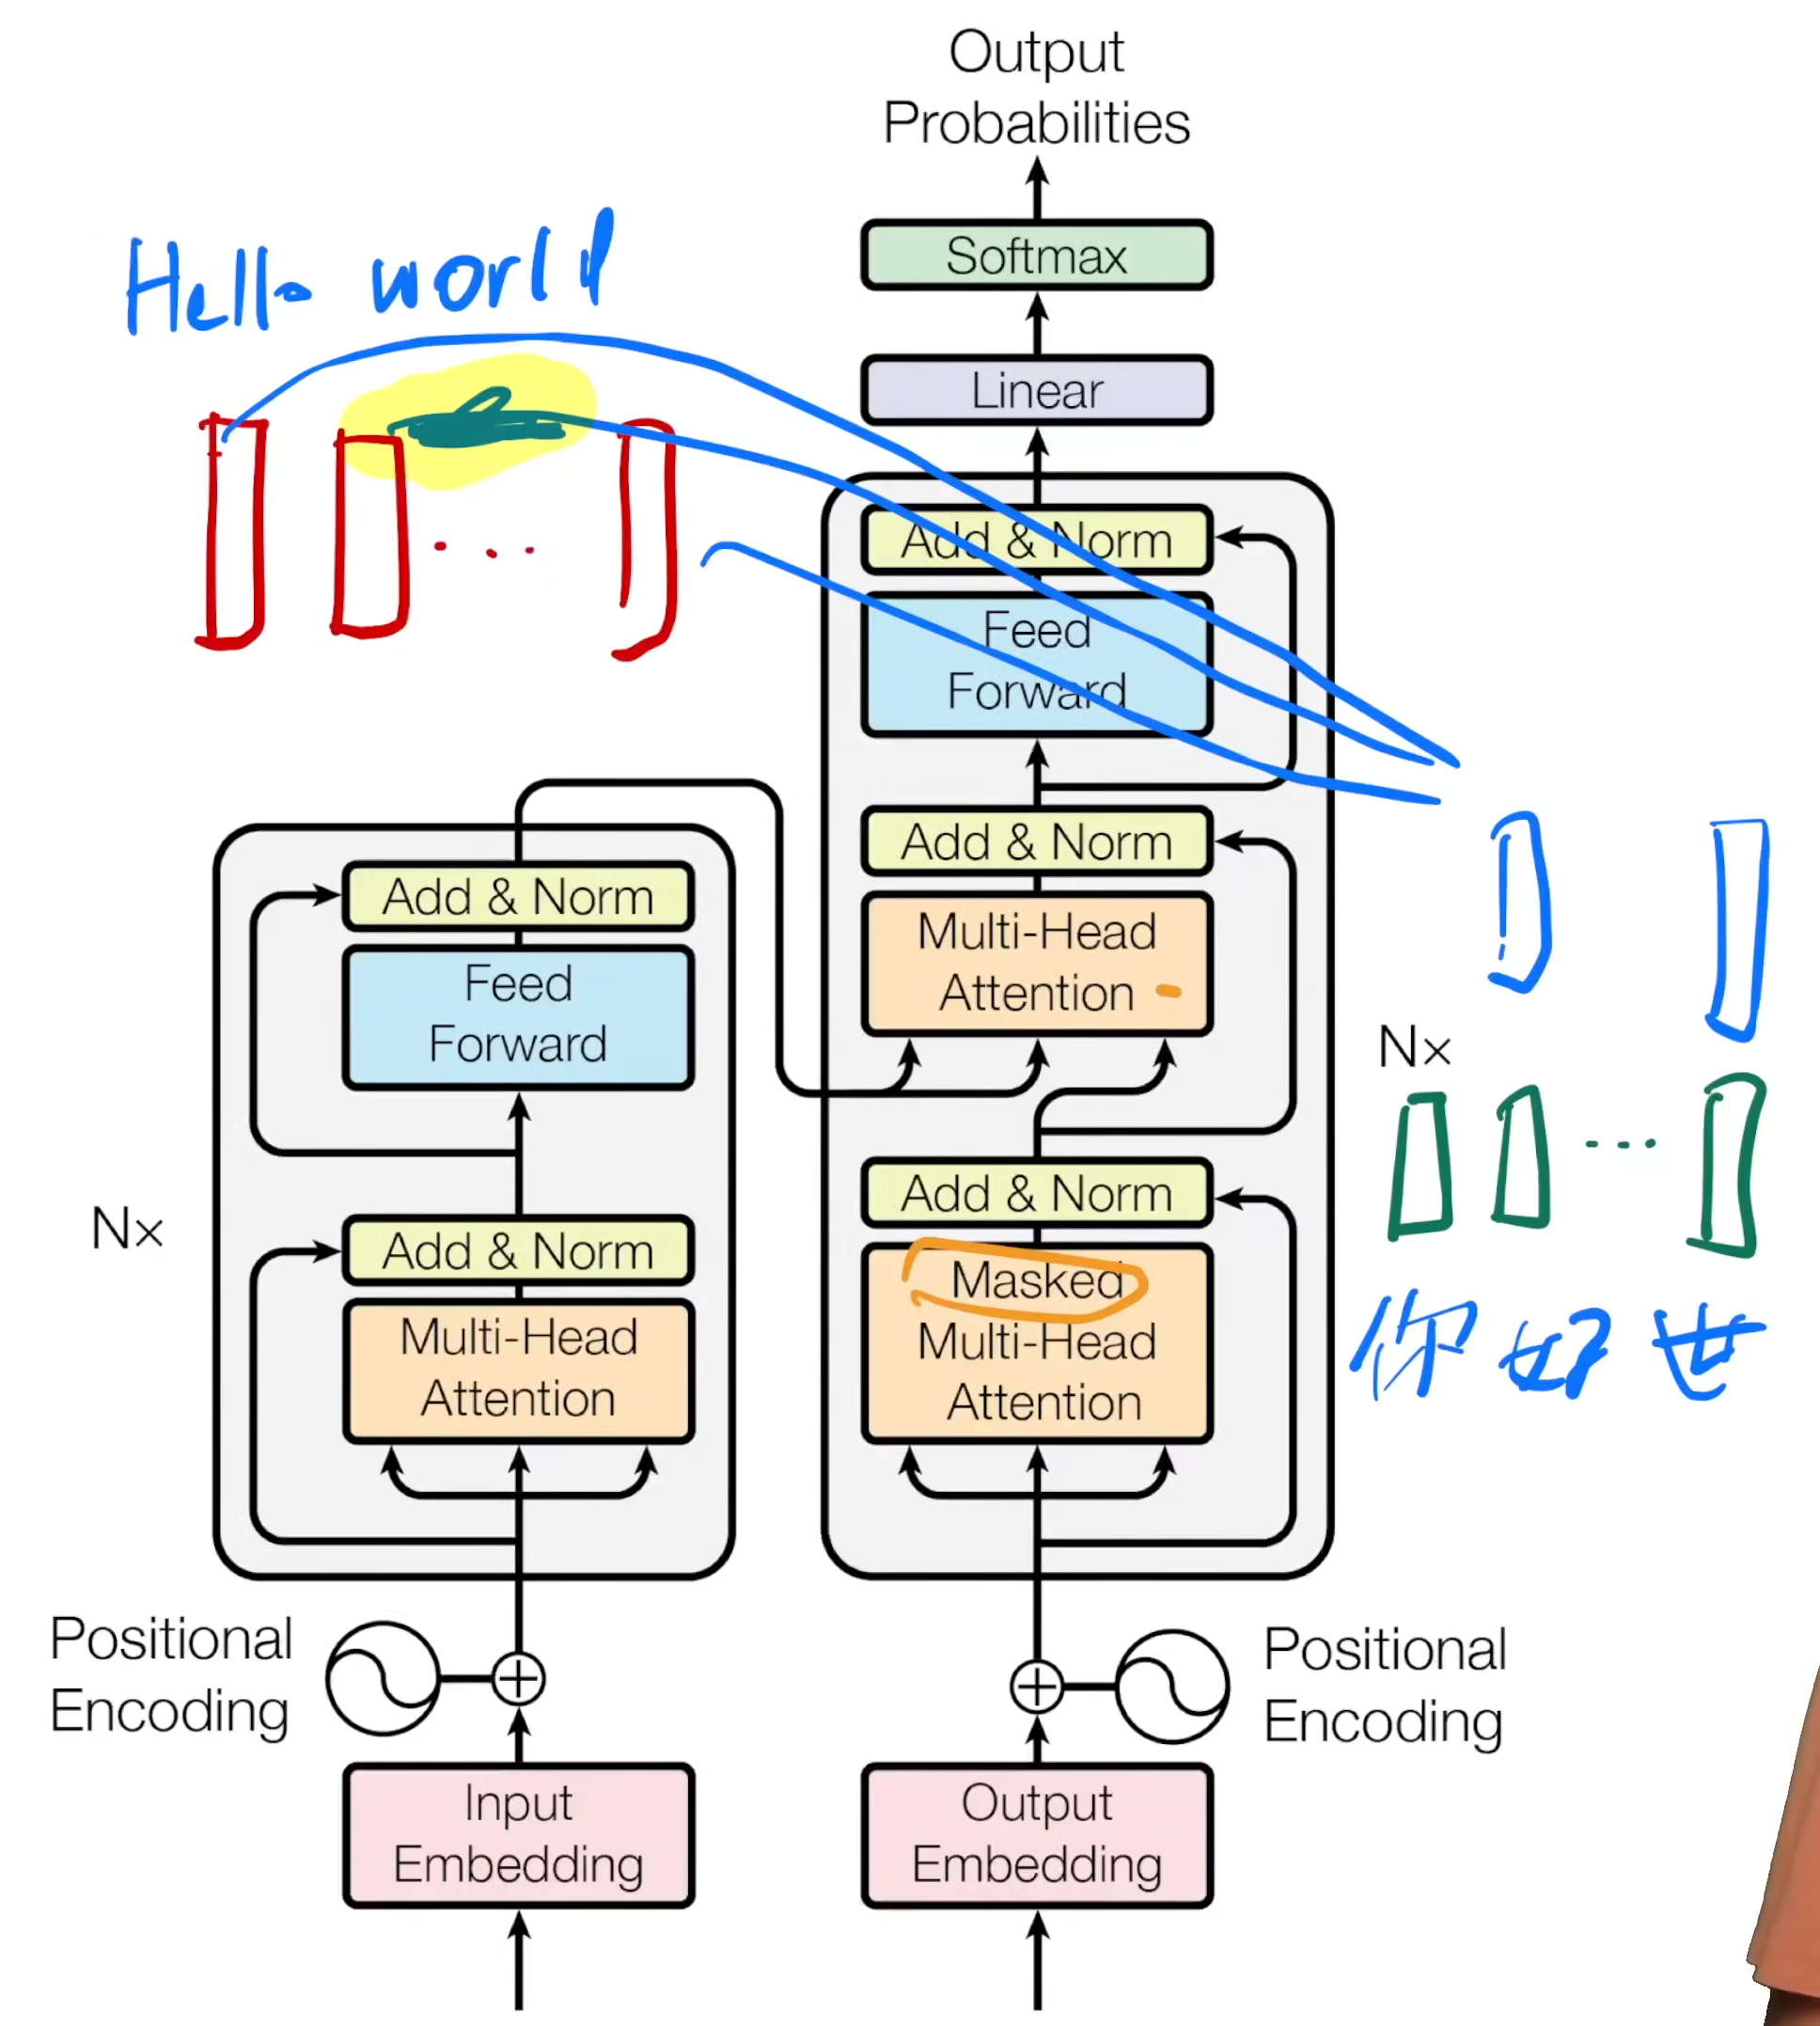 Output
Probabilities
Softmax
Hello world
Linear
Add & Norm
Feed
Forward
Add & Norm
Multi-Head
Attention
Add & Norm
Feed
Forward
Nx
Add & Norm
Masked
Multi-Head
Attention
你好世
Nx
Add & Norm
Multi-Head
Attention
Positional
Encoding
Positional
Encoding
Input
Embedding
Output
Embedding